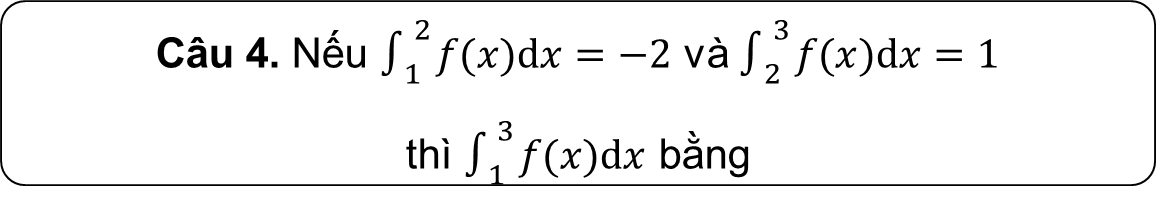 Câu 4. Nếu ∫₁² f(x)dx = −2 và ∫₂³ f(x)dx = 1
thì ∫₁³ f(x)dx bằng